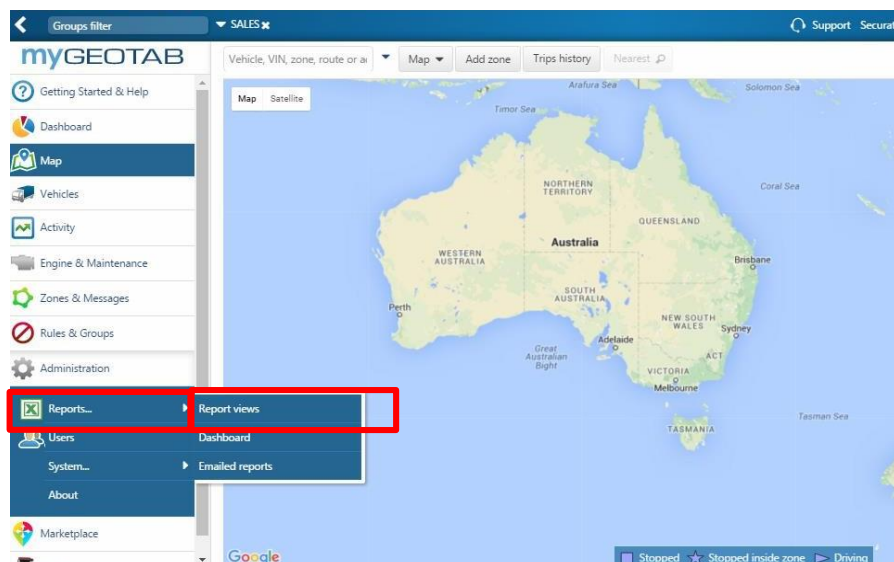 Groups filter
SALES
Support Securat
myGEOTAB
Vehicle, VIN, zone, route or a
Map
Add zone
Trips history
Nearest
Getting Started & Help
Dashboard
Map
Vehicles
Activity
Engine & Maintenance
Zones & Messages
Rules & Groups
Administration
Reports...
Users
System...
About
Marketplace
Report views
Dashboard
Emailed reports
Map Satellite
Arafura Sea
Solomon Sea
Timor Sea
Coral Sea
NORTHERN
TERRITORY
QUEENSLAND
Australia
WESTERN
AUSTRALIA
Brisbane
SOUTH
AUSTRALIA
Perth
NEW SOUTH
WALES
Sydney
Adelaide
Great
Australian
Bight
ACT
VICTORIA
Melbourne
Tasman Sea
TASMANIA
Google
Stopped Stopped inside zone Driving